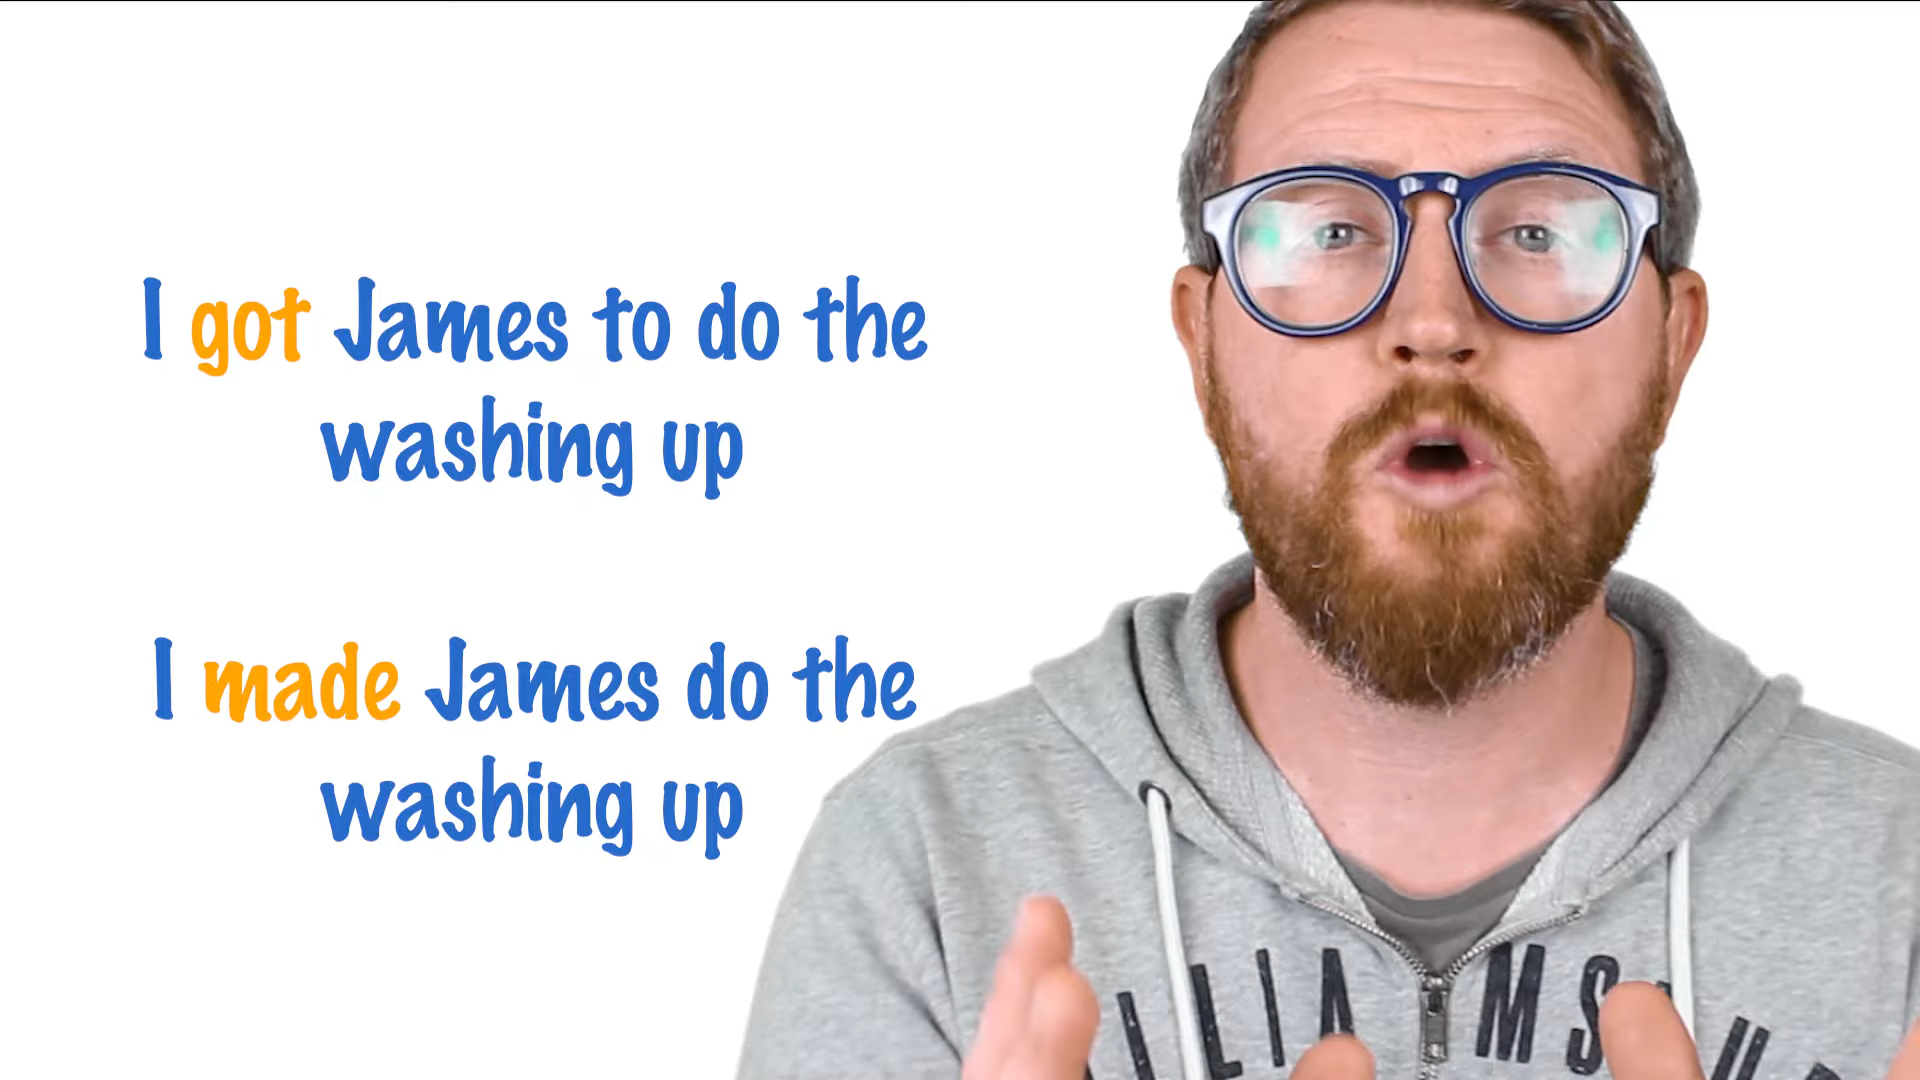 I got James to do the
washing up
I made James do the
washing up